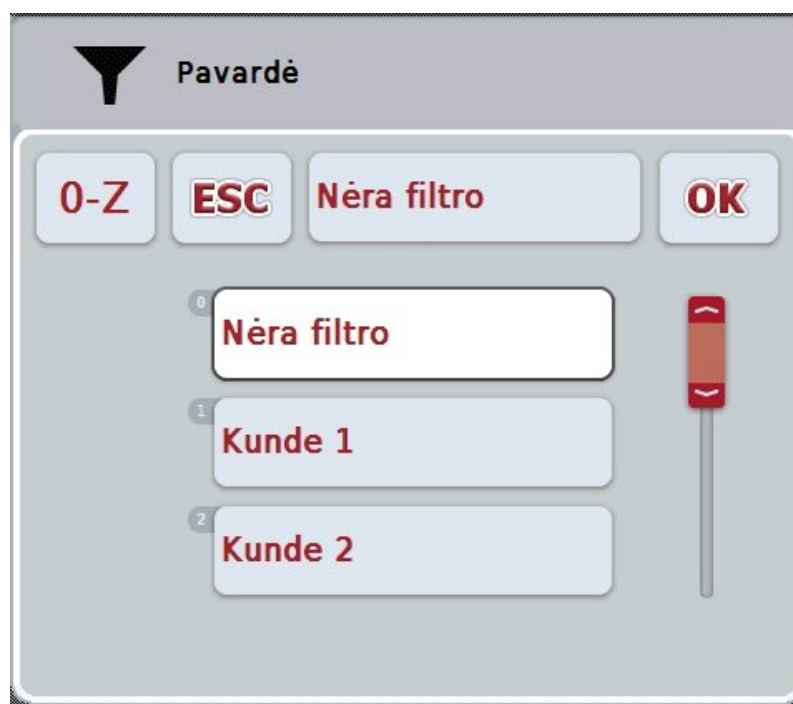 Pavardė
0-Z ESC Nėra filtro OK
0
Nėra filtro
1
Kunde 1
2
Kunde 2